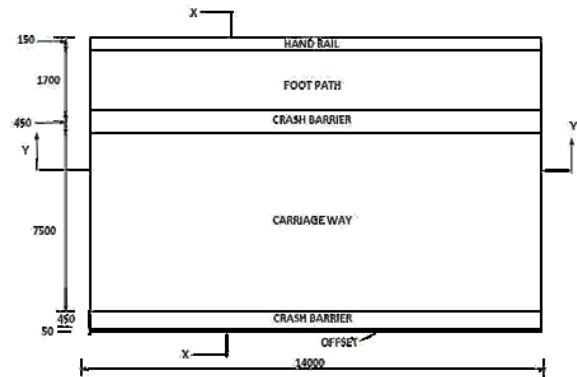 X
150
HAND RAIL
1700
FOOT PATH
450
CRASH BARRIER
Y
Y
CARRIAGE WAY
7500
450
CRASH BARRIER
50
OFFSET
X
14000